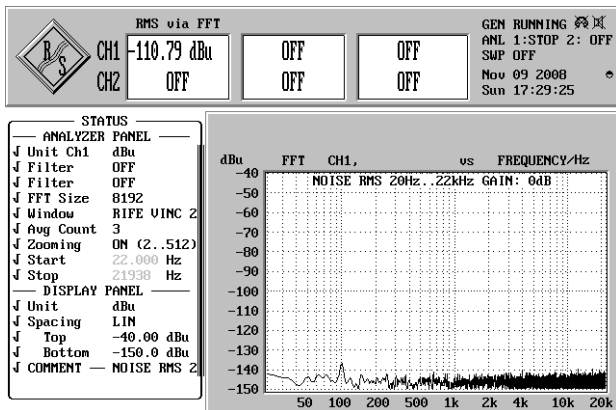 RMS via FFT
R S
CH1 -110.79 dBu OFF OFF
CH2 OFF OFF OFF
GEN RUNNING
ANL 1:STOP 2: OFF
SWP OFF
Nov 09 2008
Sun 17:29:25
STATUS
ANALYZER PANEL
Unit Ch1 dBu
Filter OFF
Filter OFF
FFT Size 8192
Window RIFE VINC 2
Avg Count 3
Zooming ON (2..512)
Start 22.000 Hz
Stop 21938 Hz
DISPLAY PANEL
Unit dBu
Spacing LIN
Top -40.00 dBu
Bottom -150.0 dBu
COMMENT — NOISE RMS 2
dBu FFT CH1, vs FREQUENCY/Hz
NOISE RMS 20Hz..22kHz GAIN: 0dB
-40
-50
-60
-70
-80
-90
-100
-110
-120
-130
-140
-150
50 100 200 500 1k 2k 4k 10k 20k